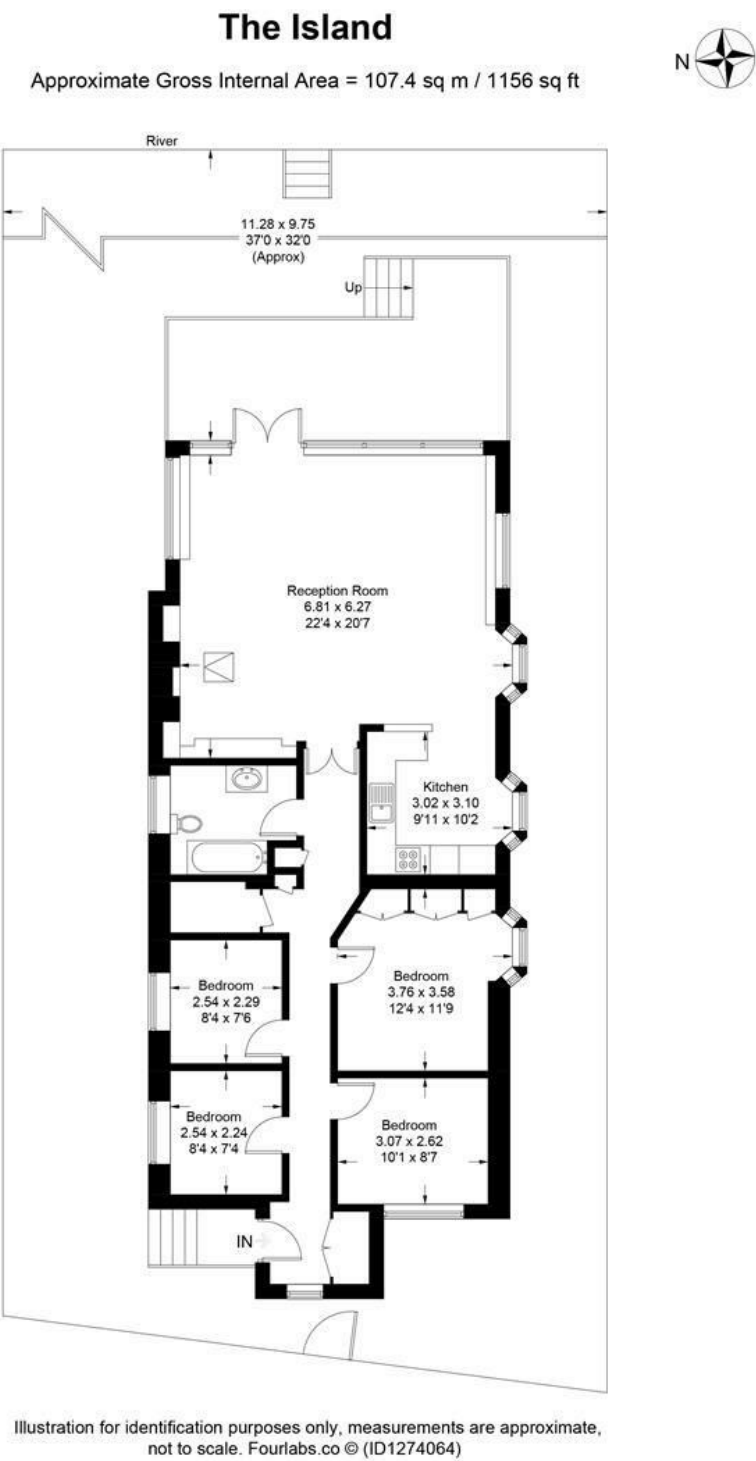 The Island
N
Approximate Gross Internal Area = 107.4 sq m / 1156 sq ft
River
11.28 x 9.75
37'0 x 32'0
(Approx)
Up
Reception Room
6.81 x 6.27
22'4 x 20'7
Kitchen
3.02 x 3.10
9'11 x 10'2
Bedroom
2.54 x 2.29
8'4 x 7'6
Bedroom
3.76 x 3.58
12'4 x 11'9
Bedroom
2.54 x 2.24
8'4 x 7'4
Bedroom
3.07 x 2.62
10'1 x 8'7
IN
Illustration for identification purposes only, measurements are approximate,
not to scale. Fourlabs.co © (ID1274064)